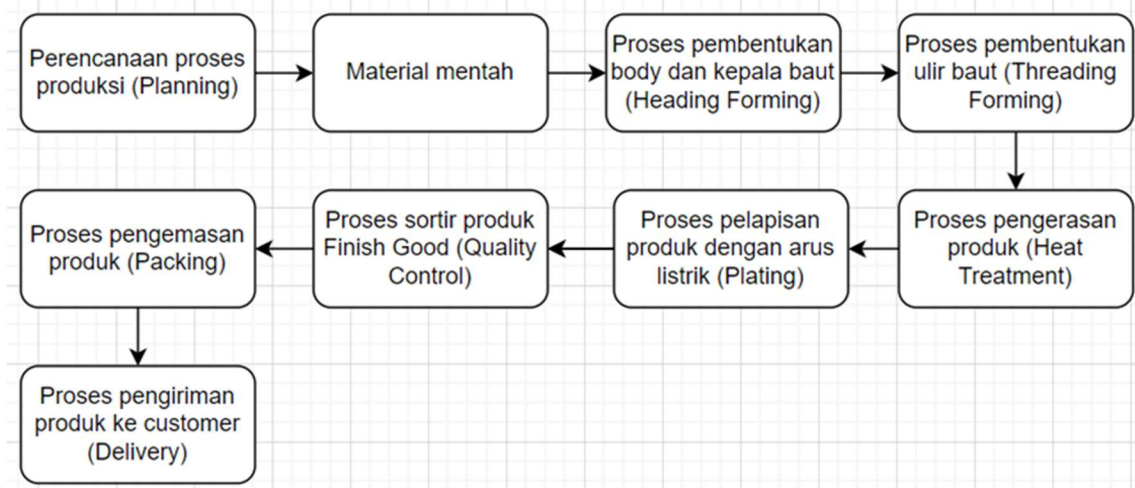 Perencanaan proses
produksi (Planning)
Material mentah
Proses pembentukan
body dan kepala baut
(Heading Forming)
Proses pembentukan
ulir baut (Threading
Forming)
Proses pengerasan
produk (Heat
Treatment)
Proses pelapisan
produk dengan arus
listrik (Plating)
Proses sortir produk
Finish Good (Quality
Control)
Proses pengemasan
produk (Packing)
Proses pengiriman
produk ke customer
(Delivery)